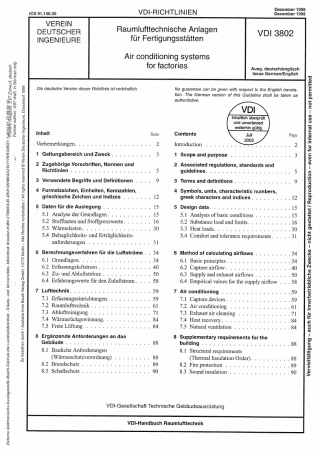 ICS 91.140.30
VDI-RICHTLINIEN
Dezember 1998
December 1998
VEREIN
DEUTSCHER
INGENIEURE
Raumlufttechnische Anlagen
für Fertigungsstätten
Air conditioning systems
for factories
VDI 3802
Ausg. deutsch/englisch
Issue German/English
Die deutsche Version dieser Richtlinie ist verbindlich.
No guarantee can be given with respect to the English transla-
tion. The German version of this Guideline shall be taken as
authoritative.
VDI
Inhaltlich überprüft
und unverändert
weiterhin gültig
Juli
2003
Inhalt Seite
Vorbemerkungen. 2
1 Geltungsbereich und Zweck 3
2 Zugehörige Vorschriften, Normen und
Richtlinien 5
3 Verwendete Begriffe und Definitionen 9
4 Formelzeichen, Einheiten, Kennzahlen,
griechische Zeichen und Indizes 12
5 Daten für die Auslegung 15
5.1 Analyse der Grundlagen 15
5.2 Stofflasten und Stoffgrenzwerte 16
5.3 Wärmelasten 30
5.4 Behaglichkeits- und Erträglichkeits-
anforderungen 31
6 Berechnungsverfahren für die Luftströme 34
6.1 Grundlagen 34
6.2 Erfassungsluftstrom 40
6.3 Zu- und Abluftströme 50
6.4 Erfahrungswerte für den Zuluftstrom 58
7 Lufttechnik 59
7.1 Erfassungseinrichtungen 59
7.2 Raumlufttechnik 61
7.3 Abluftreinigung 71
7.4 Wärmerückgewinnung 84
7.5 Freie Lüftung 84
8 Ergänzende Anforderungen an das
Gebäude 88
8.1 Bauliche Anforderungen
(Wärmeschutzverordnung) 88
8.2 Brandschutz 89
8.3 Schallschutz 90
Contents Page
Introduction 2
1 Scope and purpose 3
2 Associated regulations, standards and
guidelines 5
3 Terms and definitions 9
4 Symbols, units, characteristic numbers,
greek characters and indices 12
5 Design data 15
5.1 Analysis of basic conditions 15
5.2 Substance load and limits 16
5.3 Heat loads 30
5.4 Comfort and tolerance requirements 31
6 Method of calculating airflows 34
6.1 Basic principles 34
6.2 Capture airflow 40
6.3 Supply and exhaust airflows 50
6.4 Empirical values for the supply airflow 58
7 Air conditioning 59
7.1 Capture devices 59
7.2 Air conditioning 61
7.3 Exhaust air cleaning 71
7.4 Heat recovery 84
7.5 Natural ventilation 84
8 Supplementary requirements for the
building 88
8.1 Structural requirements
(Thermal Insulation Order) 88
8.2 Fire protection 89
8.3 Sound insulation 90
VDI-Gesellschaft Technische Gebäudeausrüstung
VDI-Handbuch Raumlufttechnik
Vervielfältigung – auch für innerbetriebliche Zwecke – nicht gestattet / Reproduction – even for internal use – not permitted